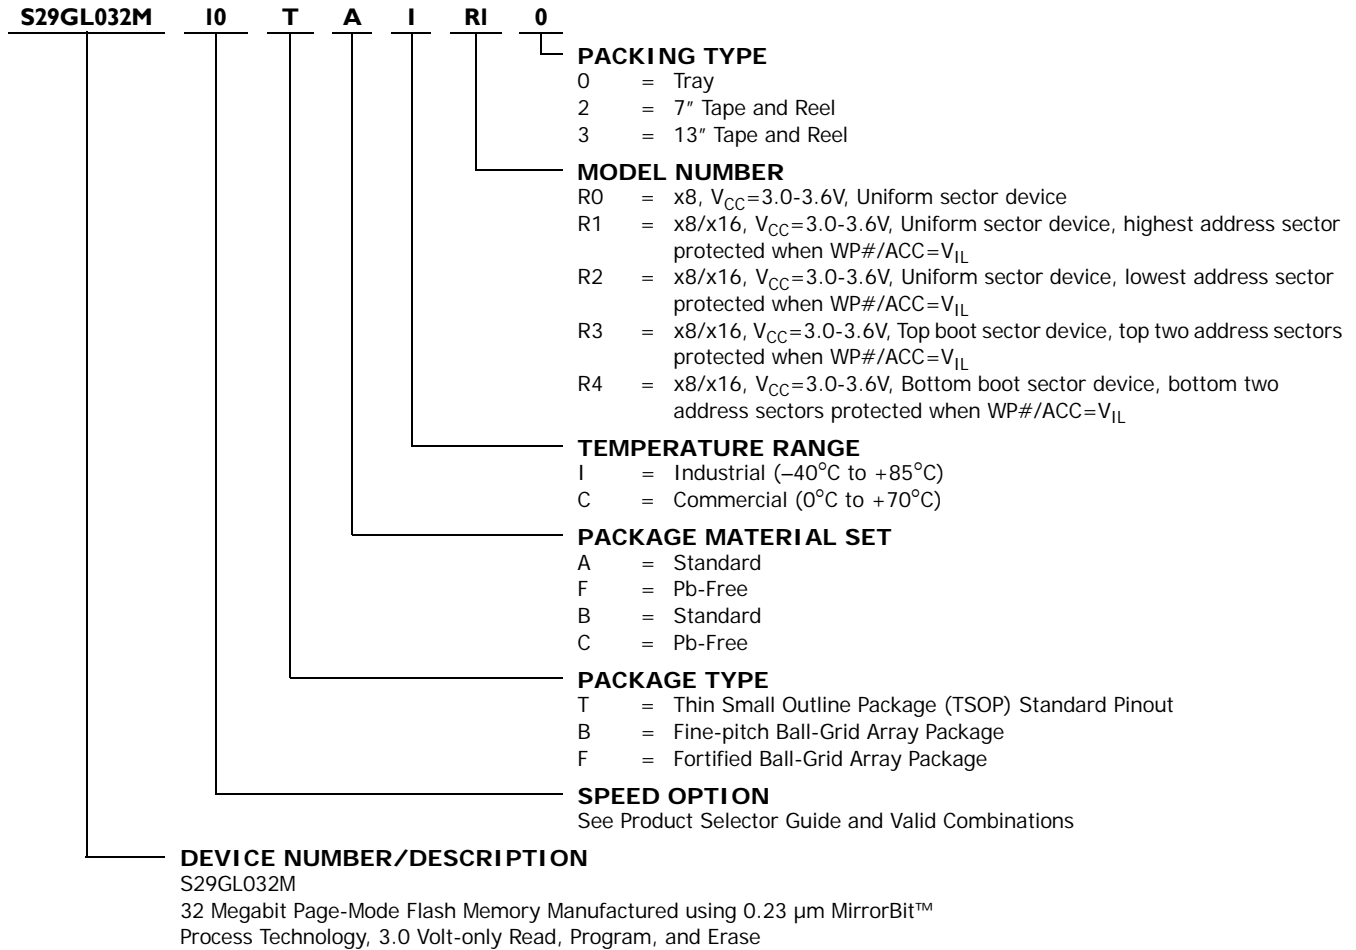 S29GL032M 10 T A I R1 0
PACKING TYPE
0 = Tray
2 = 7″ Tape and Reel
3 = 13″ Tape and Reel
MODEL NUMBER
R0 = x8, VCC=3.0-3.6V, Uniform sector device
R1 = x8/x16, VCC=3.0-3.6V, Uniform sector device, highest address sector
protected when WP#/ACC=VIL
R2 = x8/x16, VCC=3.0-3.6V, Uniform sector device, lowest address sector
protected when WP#/ACC=VIL
R3 = x8/x16, VCC=3.0-3.6V, Top boot sector device, top two address sectors
protected when WP#/ACC=VIL
R4 = x8/x16, VCC=3.0-3.6V, Bottom boot sector device, bottom two
address sectors protected when WP#/ACC=VIL
TEMPERATURE RANGE
I = Industrial (–40°C to +85°C)
C = Commercial (0°C to +70°C)
PACKAGE MATERIAL SET
A = Standard
F = Pb-Free
B = Standard
C = Pb-Free
PACKAGE TYPE
T = Thin Small Outline Package (TSOP) Standard Pinout
B = Fine-pitch Ball-Grid Array Package
F = Fortified Ball-Grid Array Package
SPEED OPTION
See Product Selector Guide and Valid Combinations
DEVICE NUMBER/DESCRIPTION
S29GL032M
32 Megabit Page-Mode Flash Memory Manufactured using 0.23 µm MirrorBit™
Process Technology, 3.0 Volt-only Read, Program, and Erase